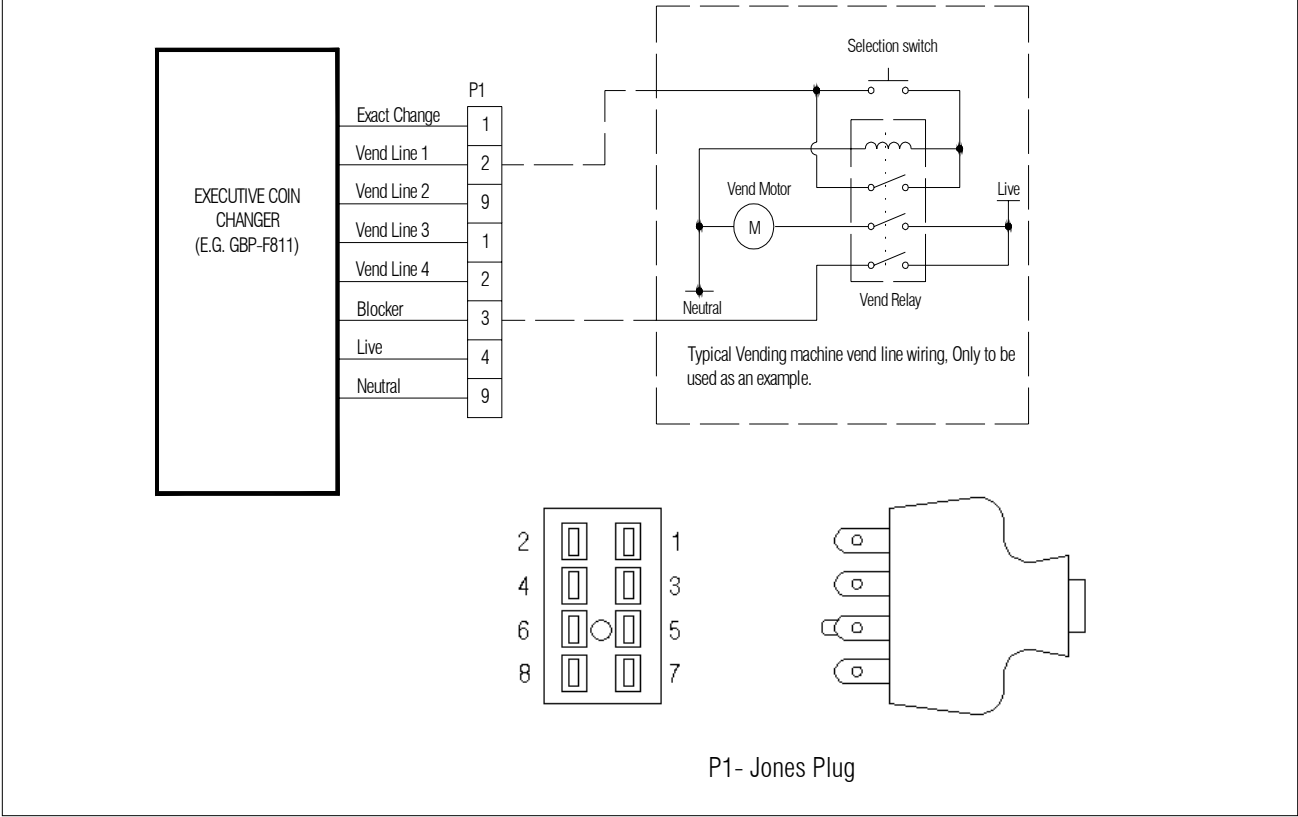 Selection switch
P1
Exact Change
1
Vend Line 1
2
Vend Line 2
9
Vend Line 3
1
Vend Line 4
2
Blocker
3
Live
4
Neutral
9
EXECUTIVE COIN
CHANGER
(E.G. GBP-F811)
Vend Motor
M
Live
Neutral
Vend Relay
Typical Vending machine vend line wiring, Only to be
used as an example.
2 1
4 3
6 5
8 7
P1- Jones Plug